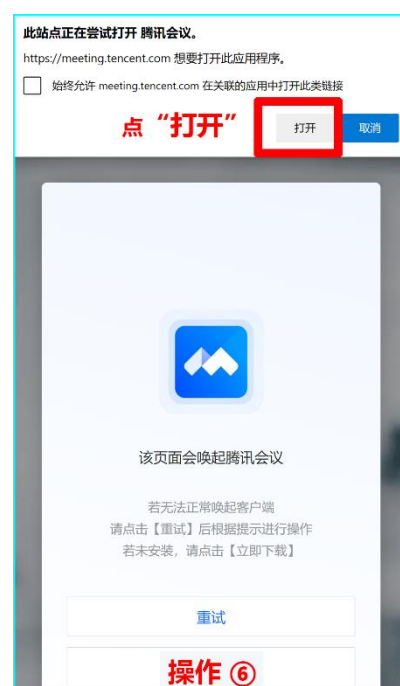 此站点正在尝试打开 腾讯会议。
https://meeting.tencent.com 想要打开此应用程序。
始终允许 meeting.tencent.com 在关联的应用中打开此类链接
点“打开” 打开 取消
该页面会唤起腾讯会议
若无法正常唤起客户端
请点击【重试】后根据提示进行操作
若未安装，请点击【立即下载】
重试
操作 ⑥